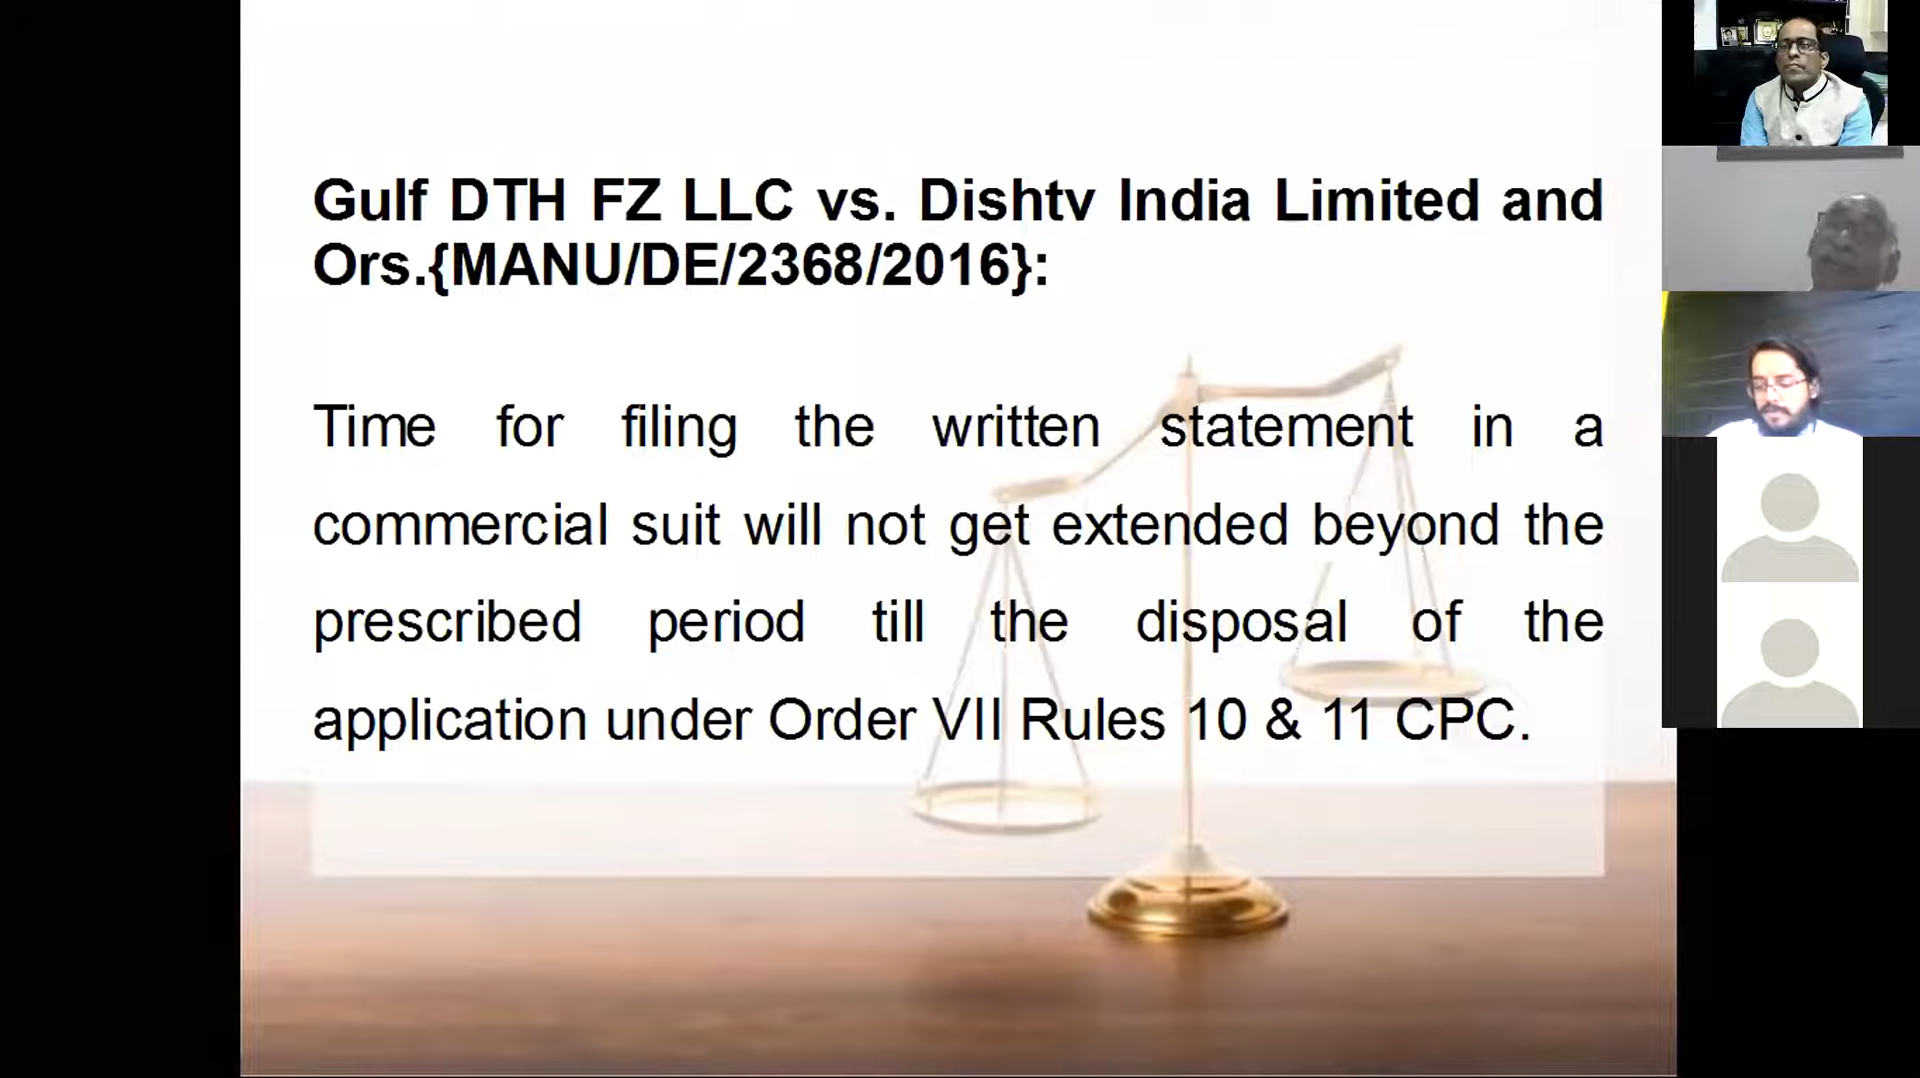 Gulf DTH FZ LLC vs. Dishtv India Limited and
Ors.{MANU/DE/2368/2016}:
Time for filing the written statement in a
commercial suit will not get extended beyond the
prescribed period till the disposal of the
application under Order VII Rules 10 & 11 CPC.